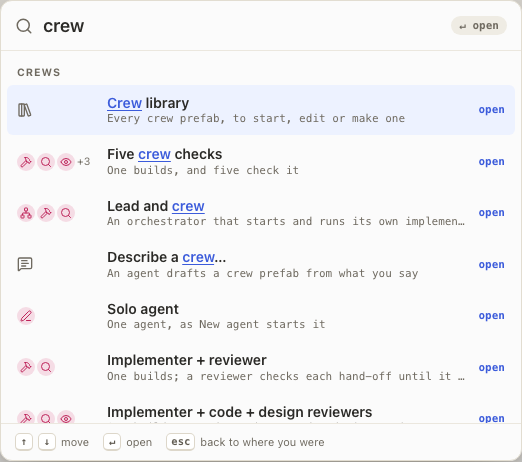 crew
↵ open
CREWS
Crew library
Every crew prefab, to start, edit or make one
open
+3
Five crew checks
One builds, and five check it
open
Lead and crew
An orchestrator that starts and runs its own implemen…
open
Describe a crew…
An agent drafts a crew prefab from what you say
open
Solo agent
One agent, as New agent starts it
open
Implementer + reviewer
One builds; a reviewer checks each hand-off until it …
open
Implementer + code + design reviewers
open
↑ ↓ move ↵ open esc back to where you were